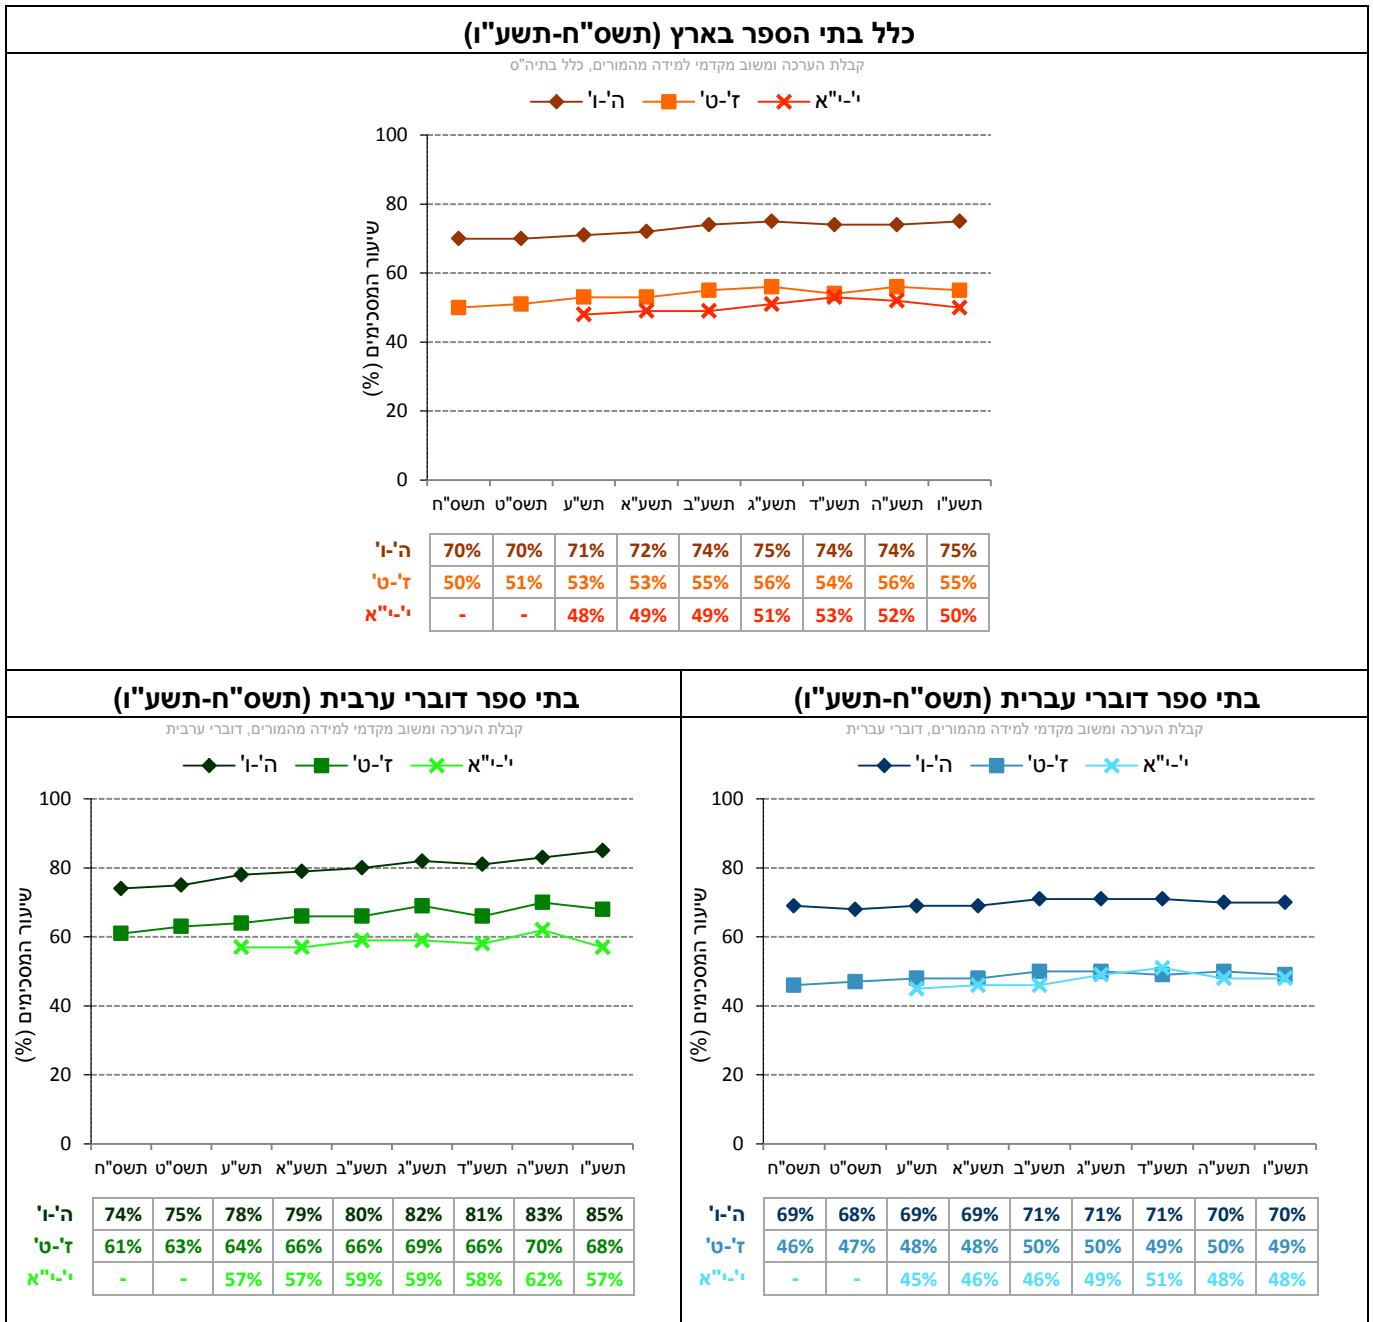 כלל בתי הספר בארץ (תשס"ח-תשע"ו)
קבלת הערכה ומשוב מקדמי למידה מהמורים, כלל בתיה"ס
ה'-ו' ז'-ט' י'-י"א
שיעור המסכימים (%)
100
80
60
40
20
0
תשס"ח תשס"ט תש"ע תשע"א תשע"ב תשע"ג תשע"ד תשע"ה תשע"ו
ה'-ו' 70% 70% 71% 72% 74% 75% 74% 74% 75%
ז'-ט' 50% 51% 53% 53% 55% 56% 54% 56% 55%
י'-י"א - - 48% 49% 49% 51% 53% 52% 50%
בתי ספר דוברי עברית (תשס"ח-תשע"ו)
קבלת הערכה ומשוב מקדמי למידה מהמורים, דוברי עברית
ה'-ו' ז'-ט' י'-י"א
שיעור המסכימים (%)
100
80
60
40
20
0
תשס"ח תשס"ט תש"ע תשע"א תשע"ב תשע"ג תשע"ד תשע"ה תשע"ו
ה'-ו' 69% 68% 69% 69% 71% 71% 71% 70% 70%
ז'-ט' 46% 47% 48% 48% 50% 50% 49% 50% 49%
י'-י"א - - 45% 46% 46% 49% 51% 48% 48%
בתי ספר דוברי ערבית (תשס"ח-תשע"ו)
קבלת הערכה ומשוב מקדמי למידה מהמורים, דוברי ערבית
ה'-ו' ז'-ט' י'-י"א
שיעור המסכימים (%)
100
80
60
40
20
0
תשס"ח תשס"ט תש"ע תשע"א תשע"ב תשע"ג תשע"ד תשע"ה תשע"ו
ה'-ו' 74% 75% 78% 79% 80% 82% 81% 83% 85%
ז'-ט' 61% 63% 64% 66% 66% 69% 66% 70% 68%
י'-י"א - - 57% 57% 59% 59% 58% 62% 57%